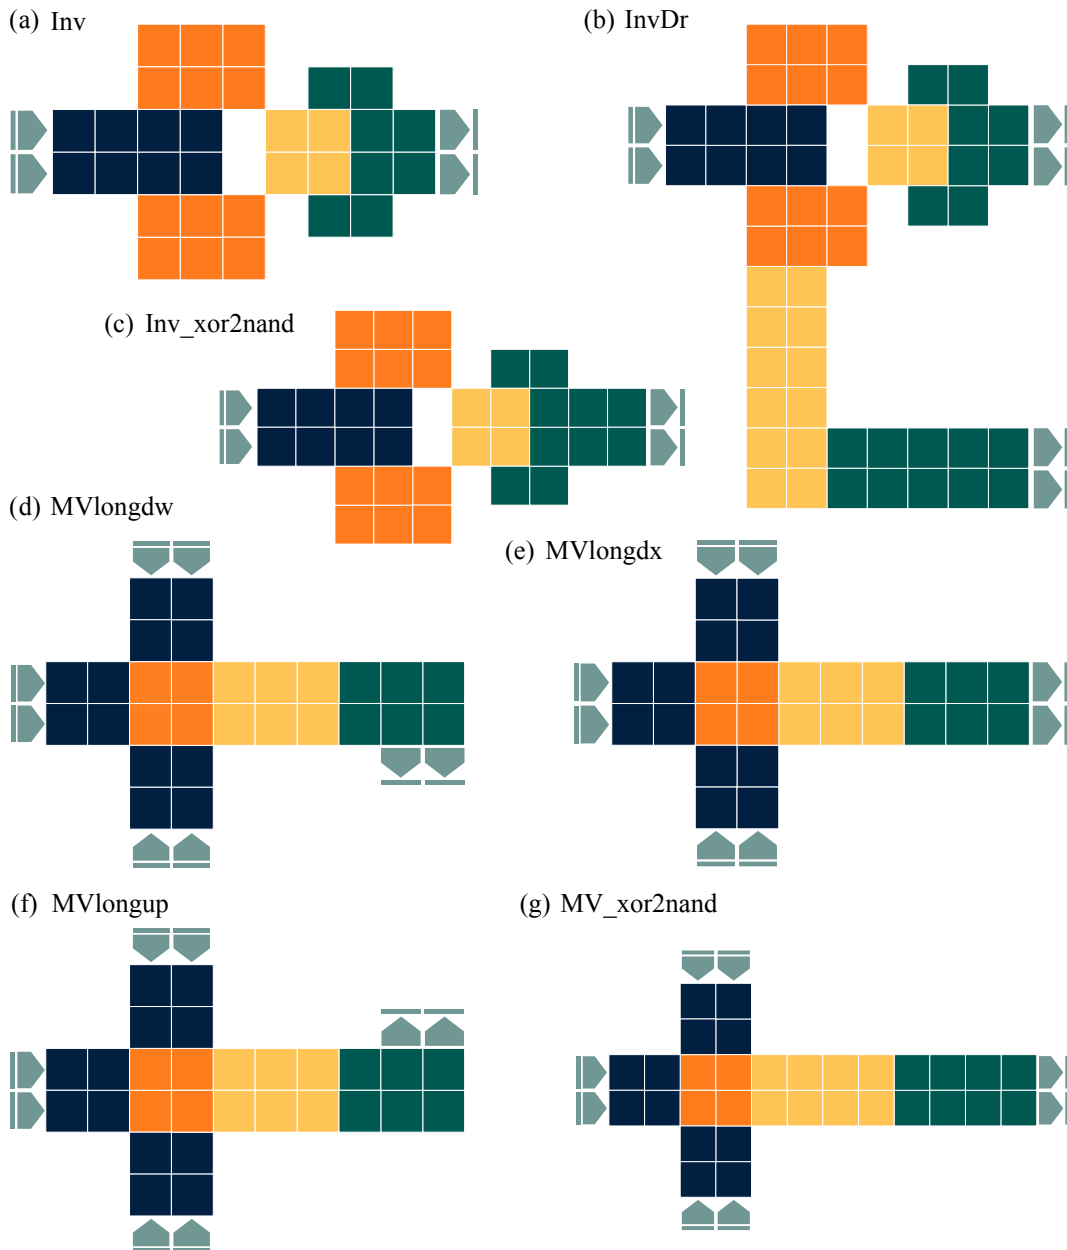 (a) Inv
(b) InvDr
(c) Inv_xor2nand
(d) MVlongdw
(e) MVlongdx
(f) MVlongup
(g) MV_xor2nand